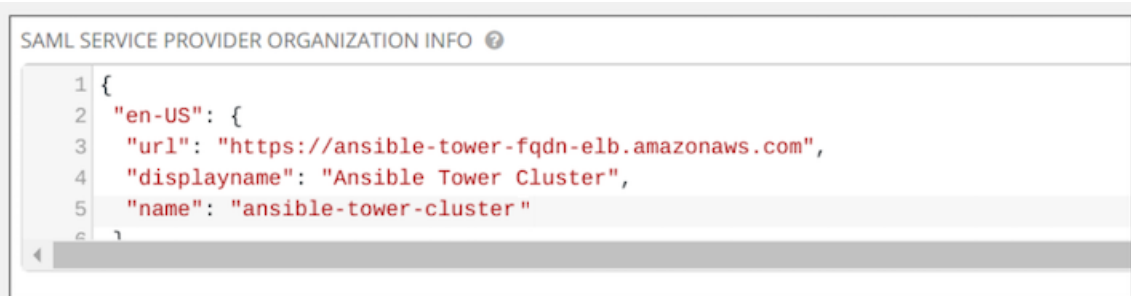 SAML SERVICE PROVIDER ORGANIZATION INFO ?
1 {
2 "en-US": {
3 "url": "https://ansible-tower-fqdn-elb.amazonaws.com",
4 "displayname": "Ansible Tower Cluster",
5 "name": "ansible-tower-cluster"
6 }